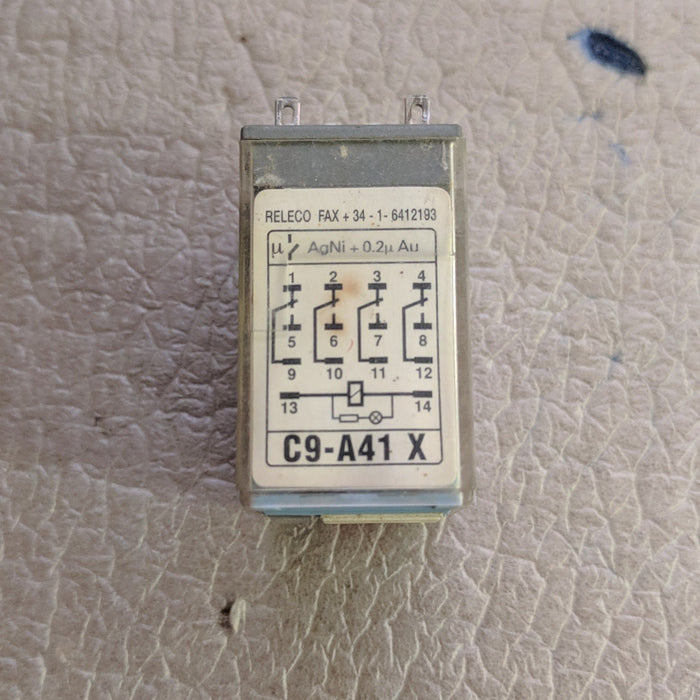 RELECO FAX + 34 - 1- 6412193
µ AgNi + 0.2µ Au
1 2 3 4
5 6 7 8
9 10 11 12
13 14
C9-A41 X